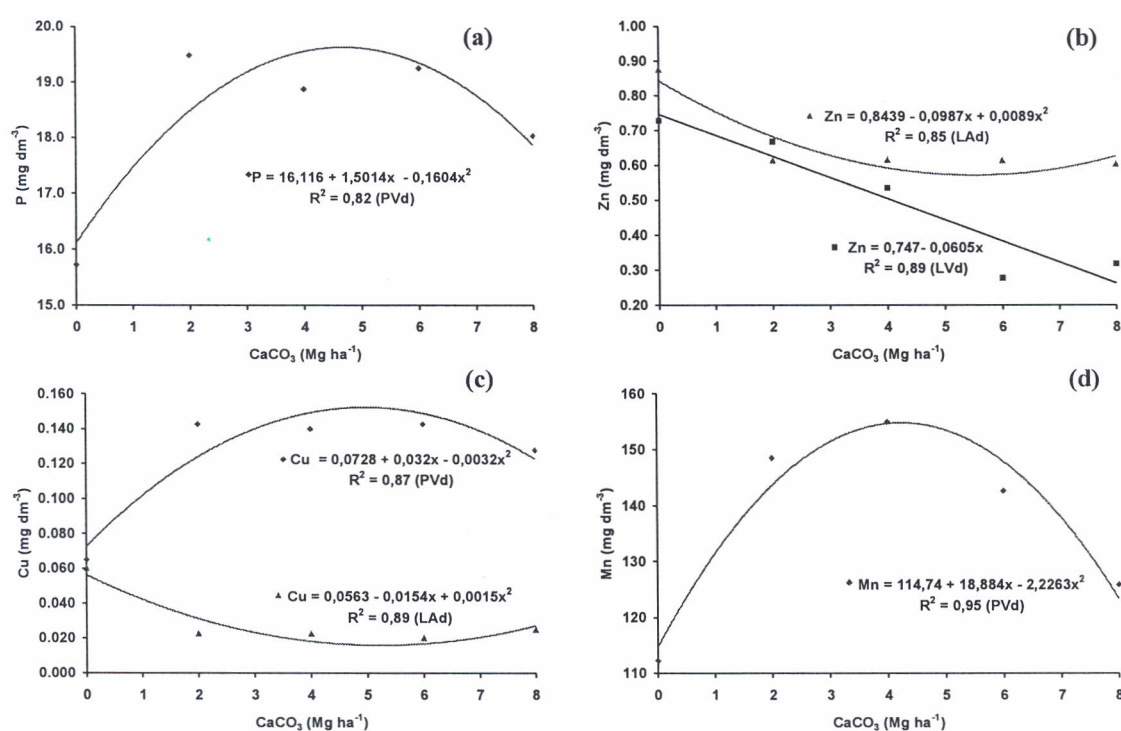 (a)
20.0
19.0
18.0
17.0
16.0
15.0
P (mg dm⁻³)
P = 16,116 + 1,5014x - 0,1604x²
R² = 0,82 (PVd)
0 1 2 3 4 5 6 7 8
CaCO₃ (Mg ha⁻¹)
(b)
1.00
0.90
0.80
0.70
0.60
0.50
0.40
0.30
0.20
Zn (mg dm⁻³)
Zn = 0,8439 - 0,0987x + 0,0089x²
R² = 0,85 (LAd)
Zn = 0,747- 0,0605x
R² = 0,89 (LVd)
0 1 2 3 4 5 6 7 8
CaCO₃ (Mg ha⁻¹)
(c)
0.160
0.140
0.120
0.100
0.080
0.060
0.040
0.020
0.000
Cu (mg dm⁻³)
Cu = 0,0728 + 0,032x - 0,0032x²
R² = 0,87 (PVd)
Cu = 0,0563 - 0,0154x + 0,0015x²
R² = 0,89 (LAd)
0 1 2 3 4 5 6 7 8
CaCO₃ (Mg ha⁻¹)
(d)
160
150
140
130
120
110
Mn (mg dm⁻³)
Mn = 114,74 + 18,884x - 2,2263x²
R² = 0,95 (PVd)
0 1 2 3 4 5 6 7 8
CaCO₃ (Mg ha⁻¹)